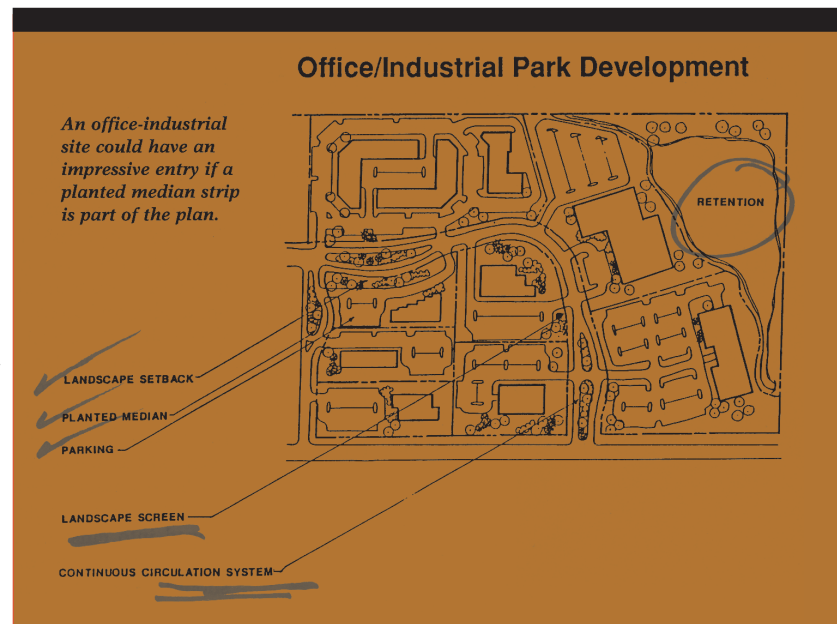 Office/Industrial Park Development
An office-industrial
site could have an
impressive entry if a
planted median strip
is part of the plan.
RETENTION
LANDSCAPE SETBACK
PLANTED MEDIAN
PARKING
LANDSCAPE SCREEN
CONTINUOUS CIRCULATION SYSTEM